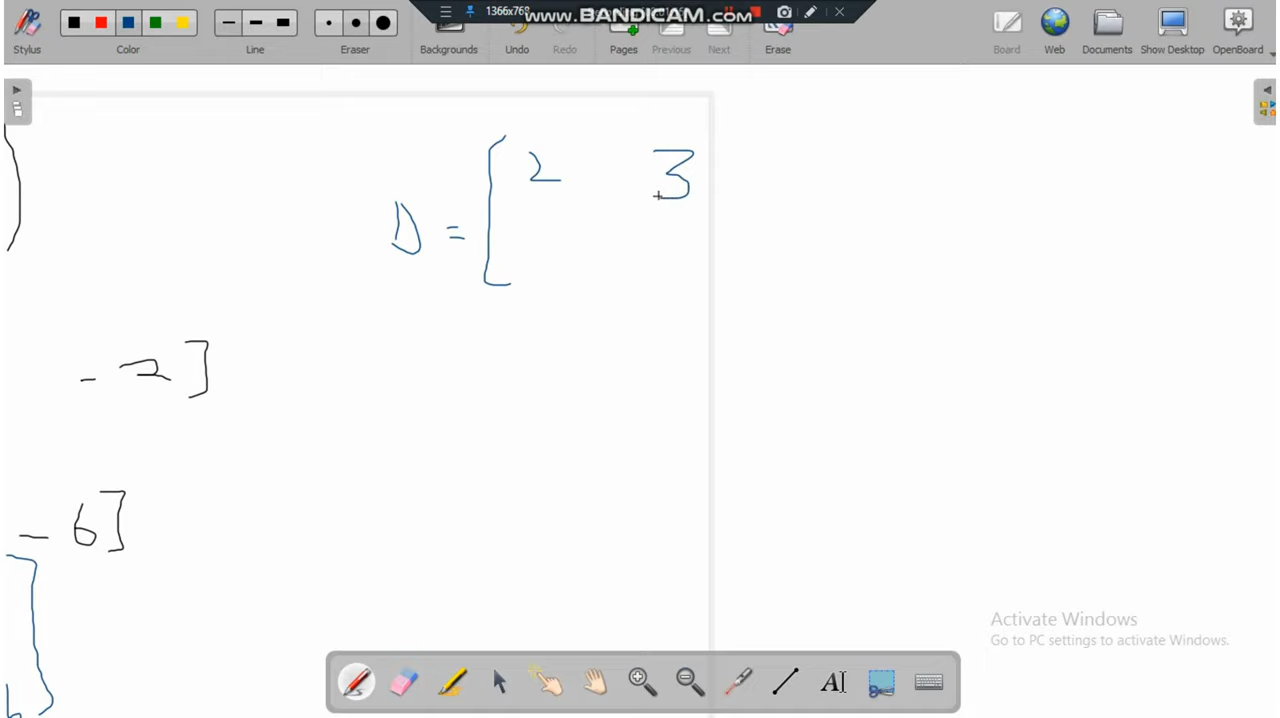 1366x768 www.BANDICAM.com
Stylus Color Line Eraser Backgrounds Undo Redo Pages Previous Next Erase Board Web Documents Show Desktop OpenBoard
D = [ 2 3
- 2 ]
- 6 ]
Activate Windows
Go to PC settings to activate Windows.